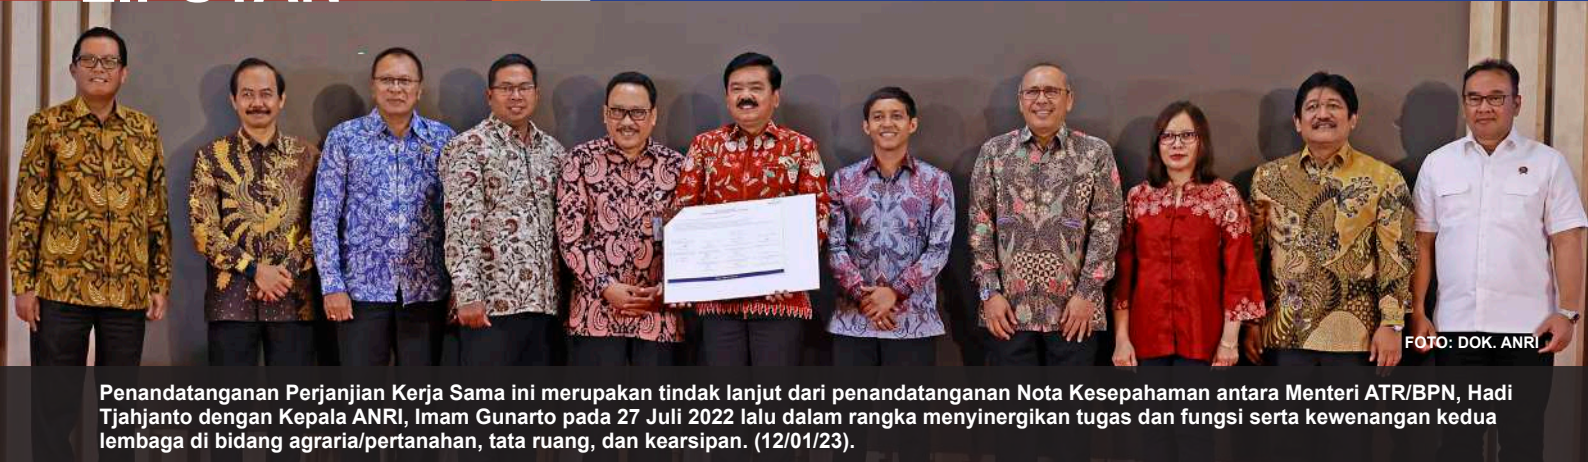 FOTO: DOK. ANRI
Penandatanganan Perjanjian Kerja Sama ini merupakan tindak lanjut dari penandatanganan Nota Kesepahaman antara Menteri ATR/BPN, Hadi
Tjahjanto dengan Kepala ANRI, Imam Gunarto pada 27 Juli 2022 lalu dalam rangka menyinergikan tugas dan fungsi serta kewenangan kedua
lembaga di bidang agraria/pertanahan, tata ruang, dan kearsipan. (12/01/23).